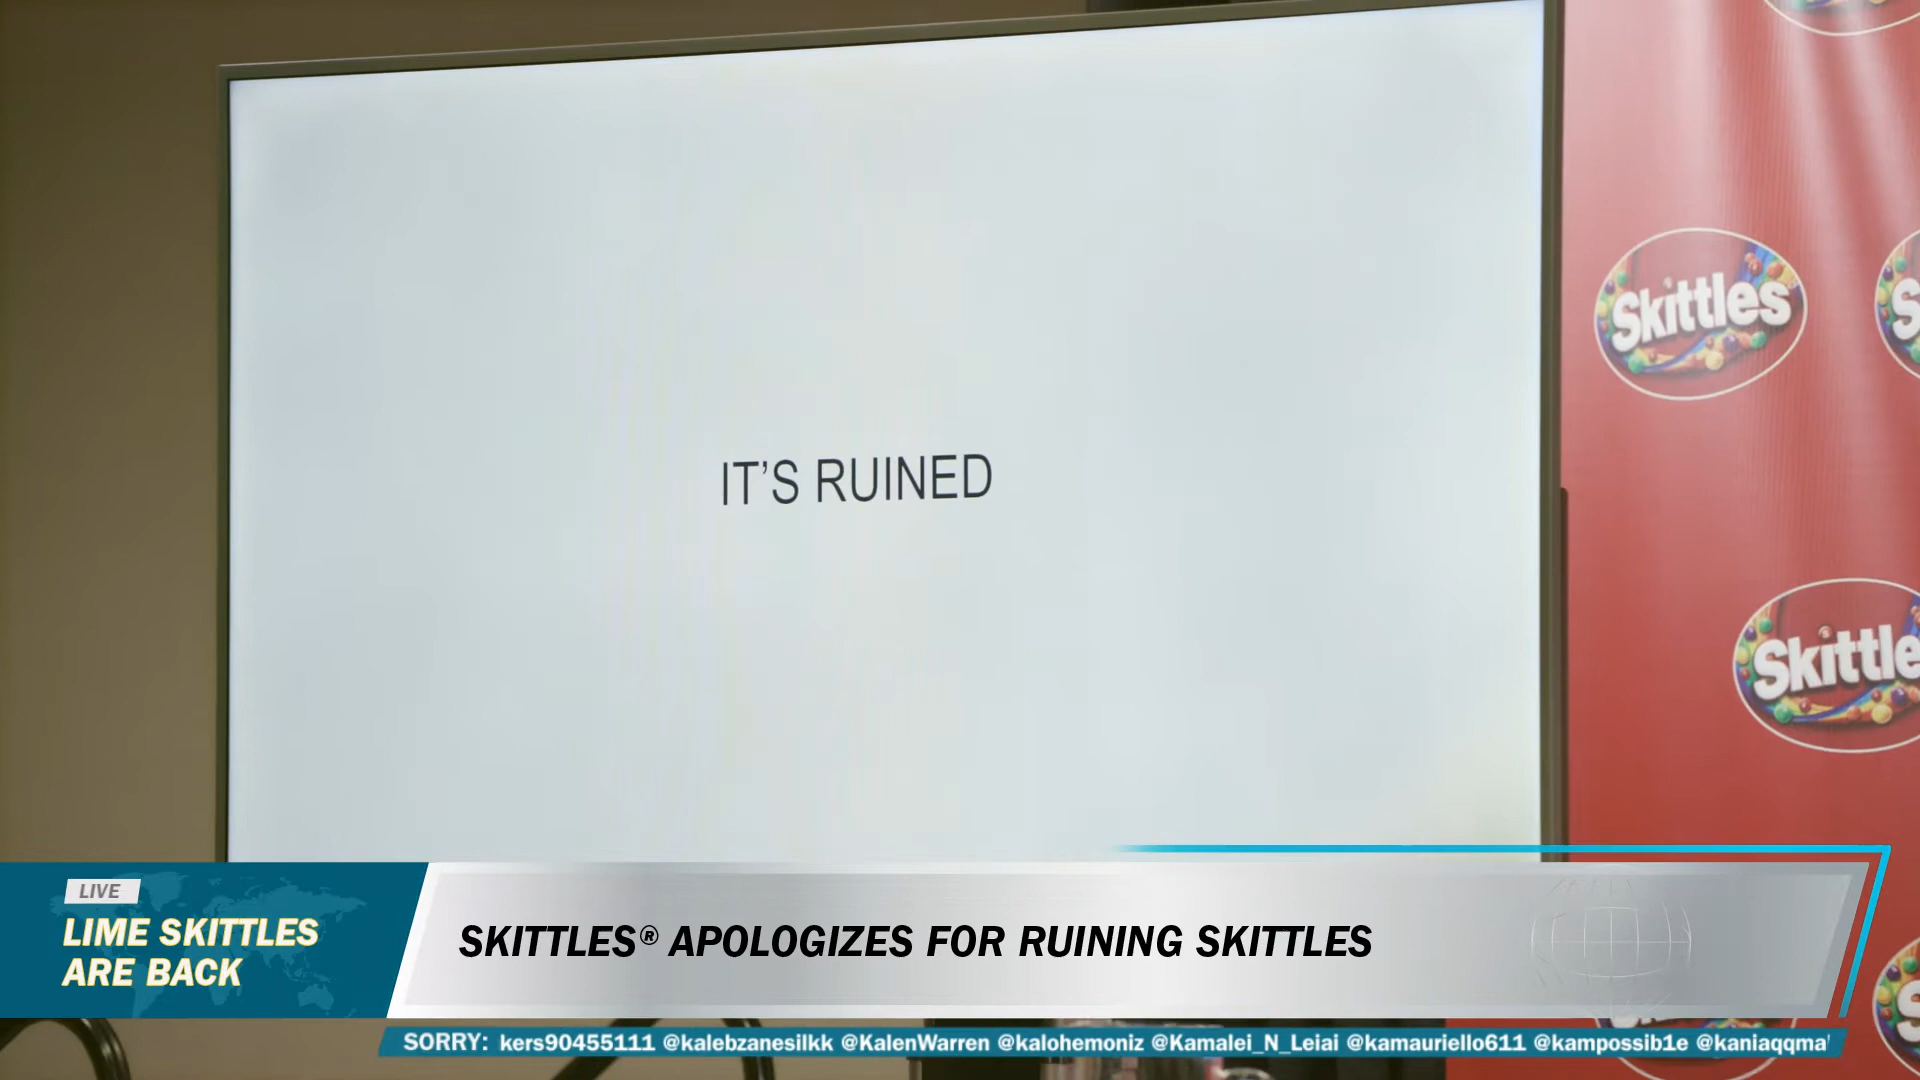 IT'S RUINED
Skittles
Skittle
LIVE
LIME SKITTLES
ARE BACK
SKITTLES® APOLOGIZES FOR RUINING SKITTLES
SORRY: kers90455111 @kalebzanesilkk @KalenWarren @kalohemoniz @Kamalei_N_Leiai @kamauriello611 @kampossib1e @kaniaqqma